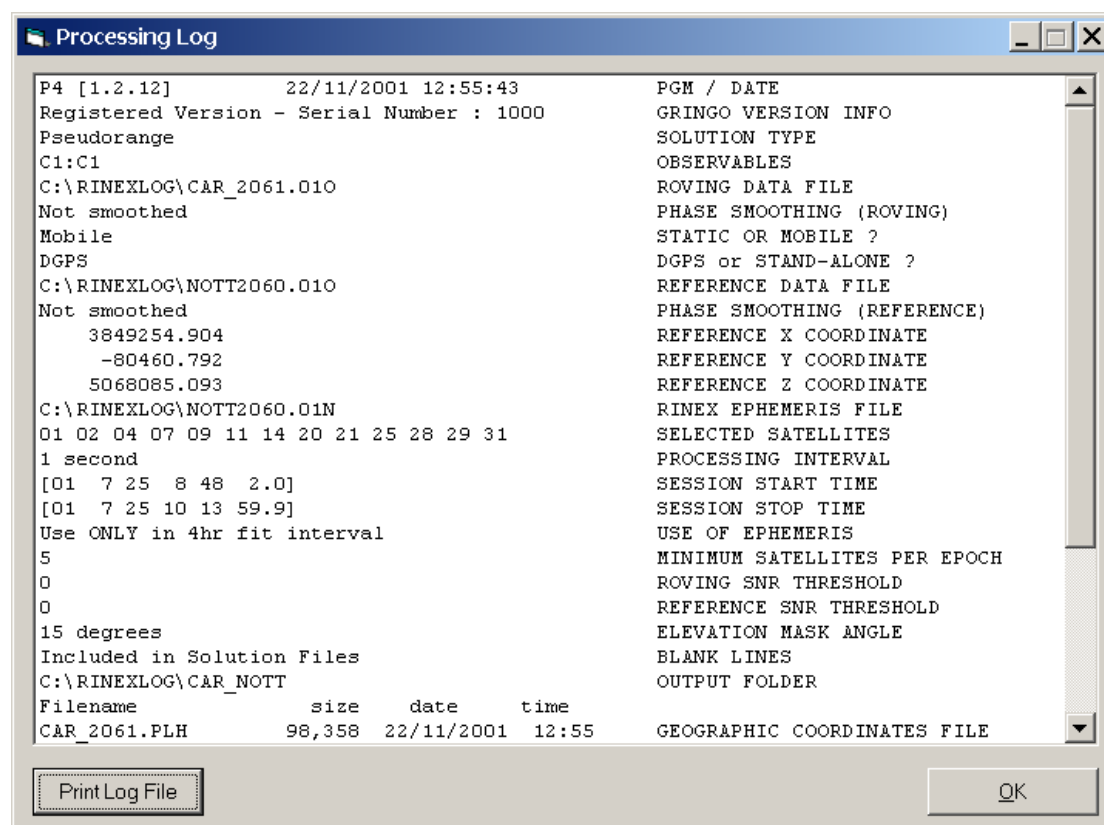 Processing Log
P4 [1.2.12] 22/11/2001 12:55:43 PGM / DATE
Registered Version - Serial Number : 1000 GRINGO VERSION INFO
Pseudorange SOLUTION TYPE
C1:C1 OBSERVABLES
C:\RINEXLOG\CAR_2061.01O ROVING DATA FILE
Not smoothed PHASE SMOOTHING (ROVING)
Mobile STATIC OR MOBILE ?
DGPS DGPS or STAND-ALONE ?
C:\RINEXLOG\NOTT2060.01O REFERENCE DATA FILE
Not smoothed PHASE SMOOTHING (REFERENCE)
3849254.904 REFERENCE X COORDINATE
-80460.792 REFERENCE Y COORDINATE
5068085.093 REFERENCE Z COORDINATE
C:\RINEXLOG\NOTT2060.01N RINEX EPHEMERIS FILE
01 02 04 07 09 11 14 20 21 25 28 29 31 SELECTED SATELLITES
1 second PROCESSING INTERVAL
[01 7 25 8 48 2.0] SESSION START TIME
[01 7 25 10 13 59.9] SESSION STOP TIME
Use ONLY in 4hr fit interval USE OF EPHEMERIS
5 MINIMUM SATELLITES PER EPOCH
0 ROVING SNR THRESHOLD
0 REFERENCE SNR THRESHOLD
15 degrees ELEVATION MASK ANGLE
Included in Solution Files BLANK LINES
C:\RINEXLOG\CAR_NOTT OUTPUT FOLDER
Filename size date time
CAR_2061.PLH 98,358 22/11/2001 12:55 GEOGRAPHIC COORDINATES FILE
Print Log File OK